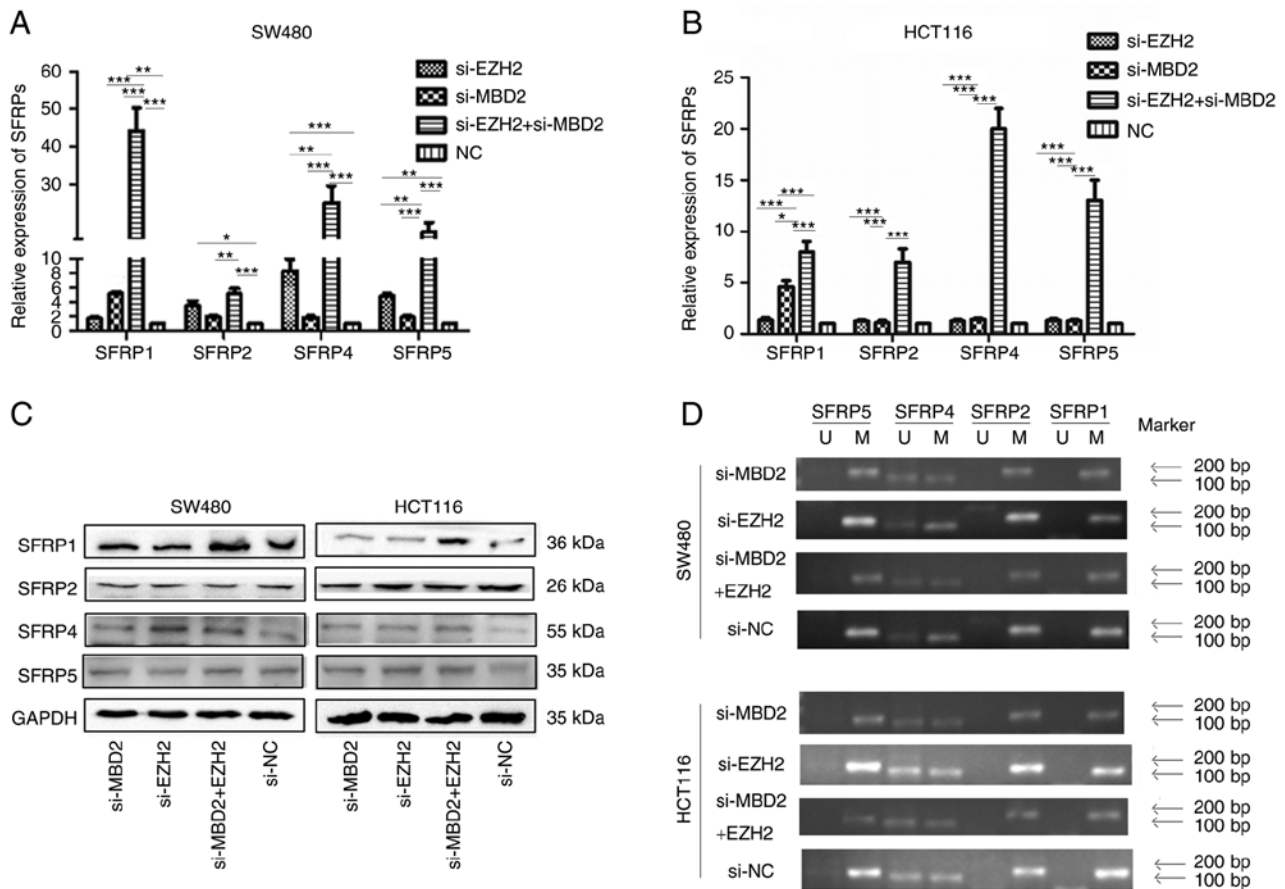 A
SW480
Relative expression of SFRPs
60
50
40
30
10
8
6
4
2
0
*** **
*** ***
* ** ***
*** ** *** ***
** *** ** ***
SFRP1 SFRP2 SFRP4 SFRP5
si-EZH2
si-MBD2
si-EZH2+si-MBD2
NC
B
HCT116
Relative expression of SFRPs
25
20
15
10
5
0
*** *** * ***
*** *** ***
*** *** ***
*** *** ***
SFRP1 SFRP2 SFRP4 SFRP5
si-EZH2
si-MBD2
si-EZH2+si-MBD2
NC
C
SW480 HCT116
SFRP1 36 kDa
SFRP2 26 kDa
SFRP4 55 kDa
SFRP5 35 kDa
GAPDH 35 kDa
si-MBD2
si-EZH2
si-MBD2+EZH2
si-NC
si-MBD2
si-EZH2
si-MBD2+EZH2
si-NC
D
SFRP5 SFRP4 SFRP2 SFRP1
U M U M U M U M
Marker
SW480
si-MBD2
200 bp
100 bp
si-EZH2
200 bp
100 bp
si-MBD2
+EZH2
200 bp
100 bp
si-NC
200 bp
100 bp
HCT116
si-MBD2
200 bp
100 bp
si-EZH2
200 bp
100 bp
si-MBD2
+EZH2
200 bp
100 bp
si-NC
200 bp
100 bp